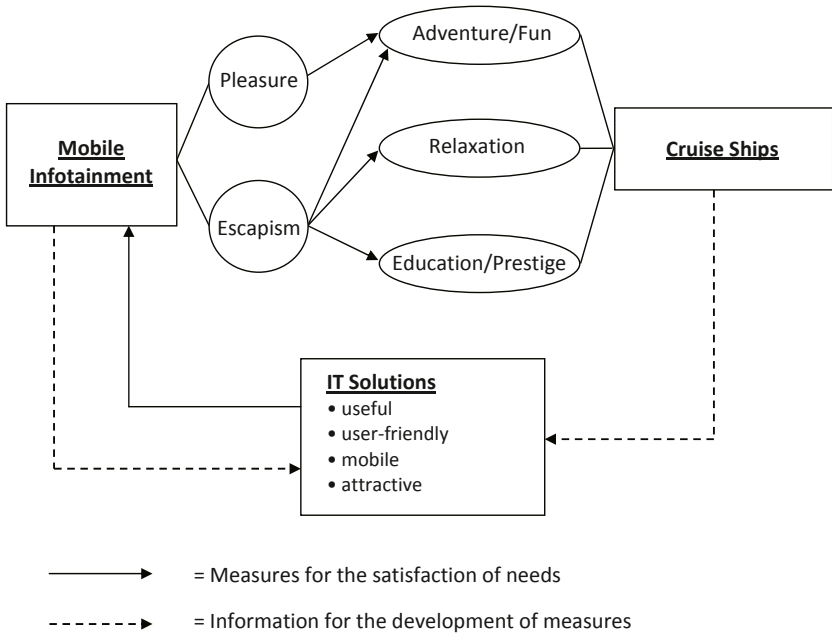 Adventure/Fun
Pleasure
Mobile
Infotainment
Relaxation
Cruise Ships
Escapism
Education/Prestige
IT Solutions
• useful
• user-friendly
• mobile
• attractive
= Measures for the satisfaction of needs
= Information for the development of measures